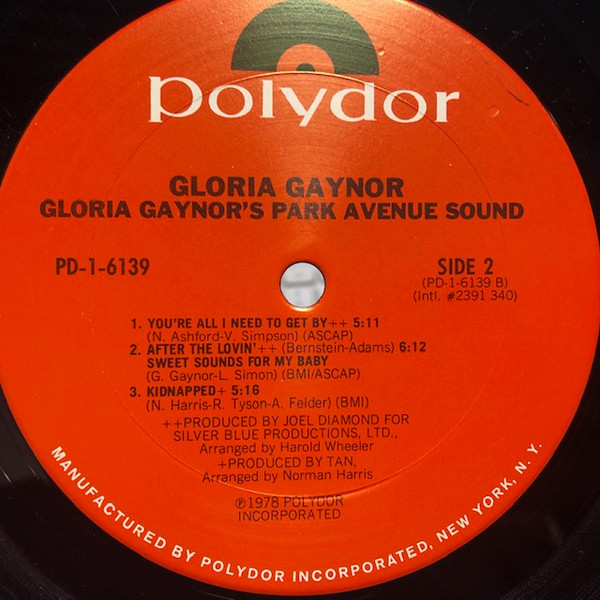 polydor
GLORIA GAYNOR
GLORIA GAYNOR'S PARK AVENUE SOUND
PD-1-6139
SIDE 2
(PD-1-6139 B)
(Intl. #2391 340)
1. YOU'RE ALL I NEED TO GET BY++ 5:11
(N. Ashford-V. Simpson) (ASCAP)
2. AFTER THE LOVIN'++ (Bernstein-Adams) 6:12
SWEET SOUNDS FOR MY BABY
(G. Gaynor-L. Simon) (BMI/ASCAP)
3. KIDNAPPED+ 5:16
(N. Harris-R. Tyson-A. Felder) (BMI)
++PRODUCED BY JOEL DIAMOND FOR
SILVER BLUE PRODUCTIONS, LTD.,
Arranged by Harold Wheeler
+PRODUCED BY TAN,
Arranged by Norman Harris
℗1978 POLYDOR
INCORPORATED
MANUFACTURED BY POLYDOR INCORPORATED, NEW YORK, N. Y.